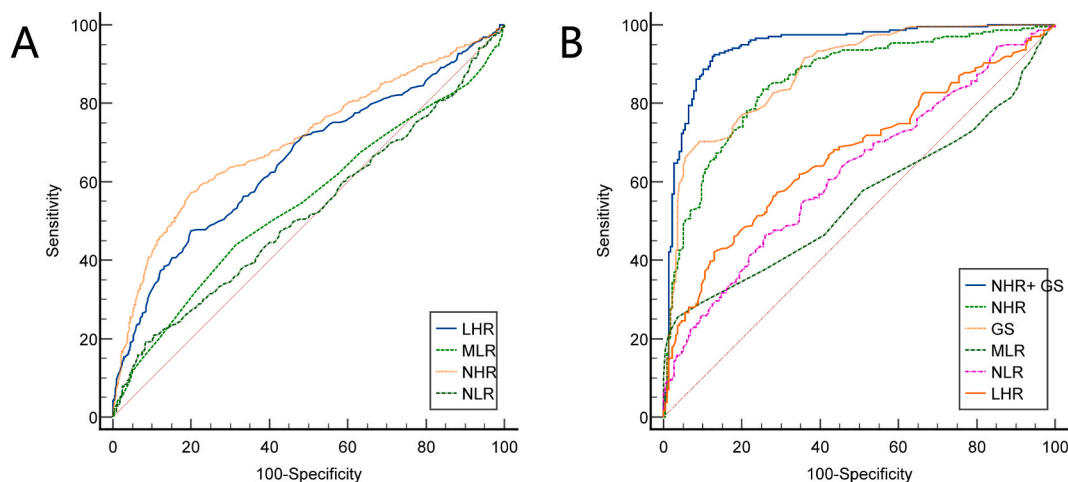 A
100
80
60
40
20
0
Sensitivity
0 20 40 60 80 100
100-Specificity
LHR
MLR
NHR
NLR
B
100
80
60
40
20
0
Sensitivity
0 20 40 60 80 100
100-Specificity
NHR+ GS
NHR
GS
MLR
NLR
LHR